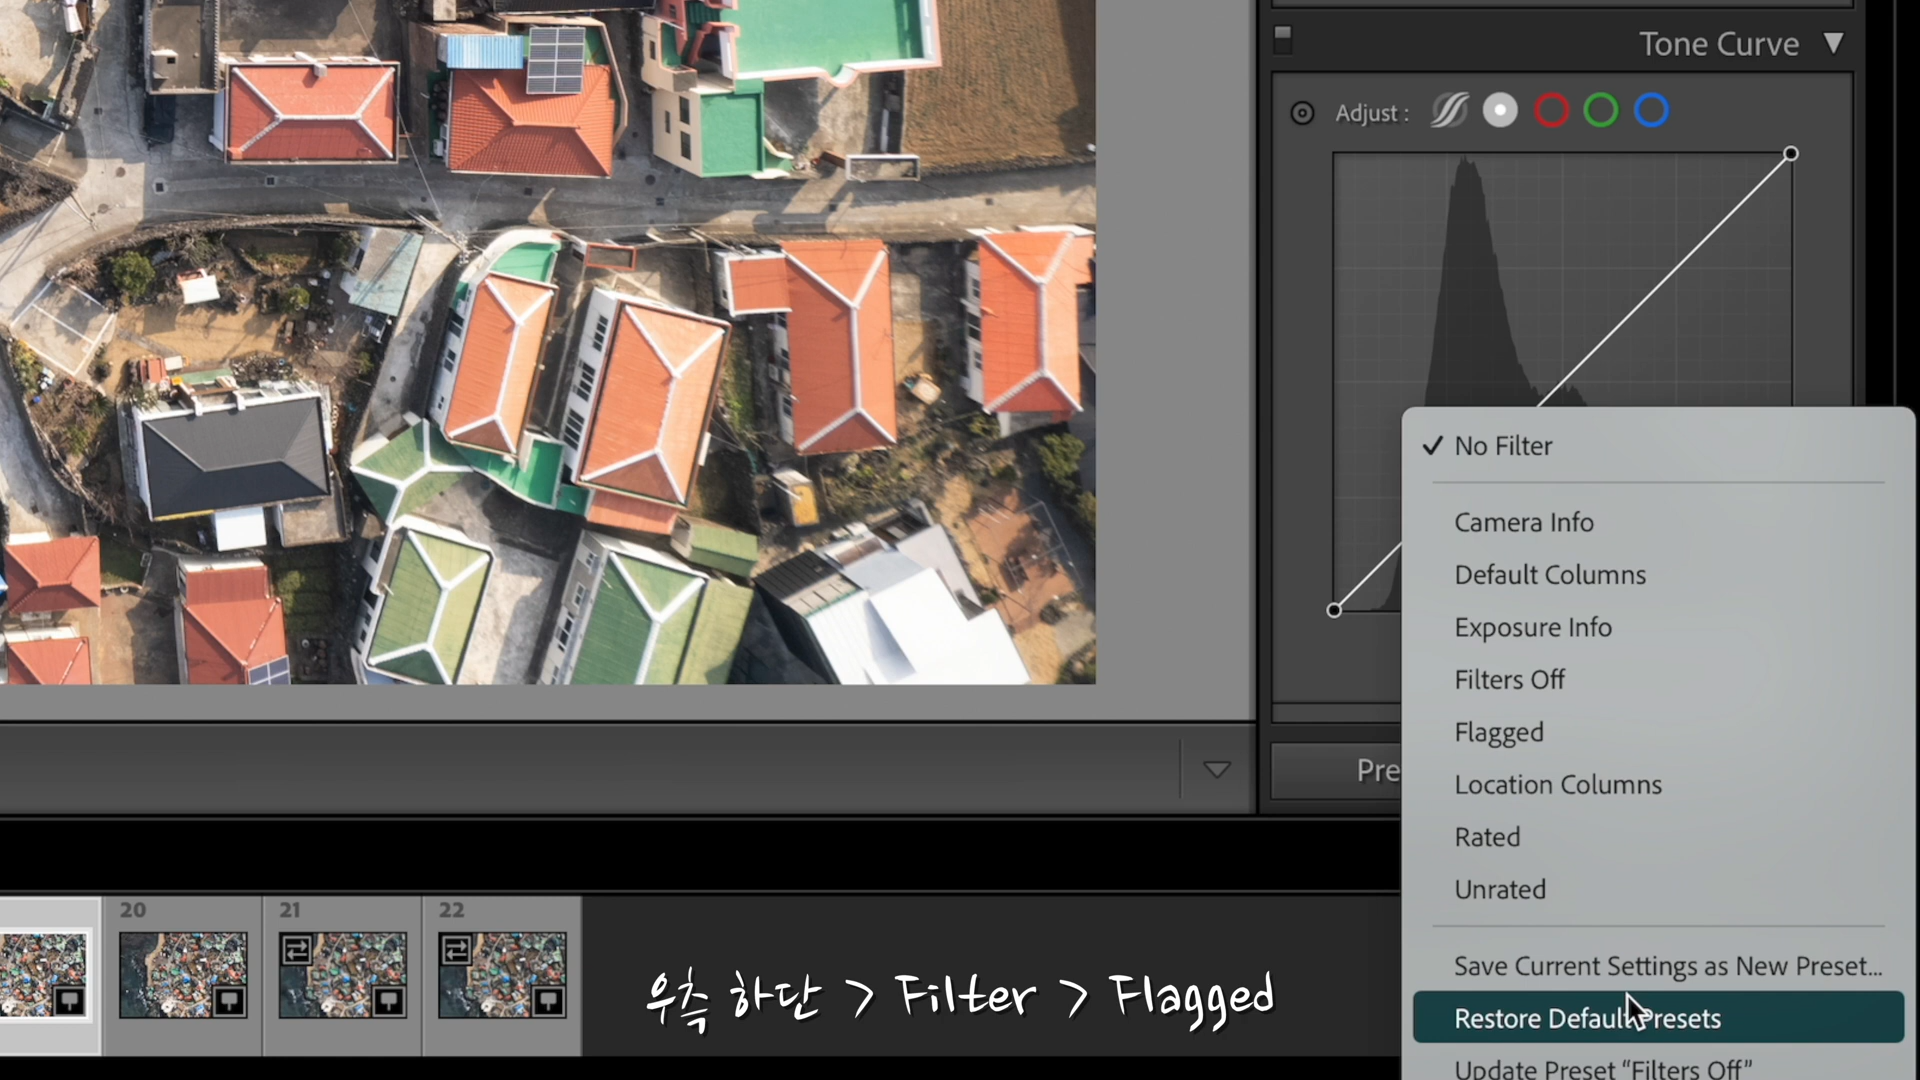 Tone Curve
Adjust :
No Filter
Camera Info
Default Columns
Exposure Info
Filters Off
Flagged
Location Columns
Rated
Unrated
Save Current Settings as New Preset...
Restore Default Presets
Update Preset “Filters Off”
Pre
20
21
22
우측 하단 > Filter > Flagged